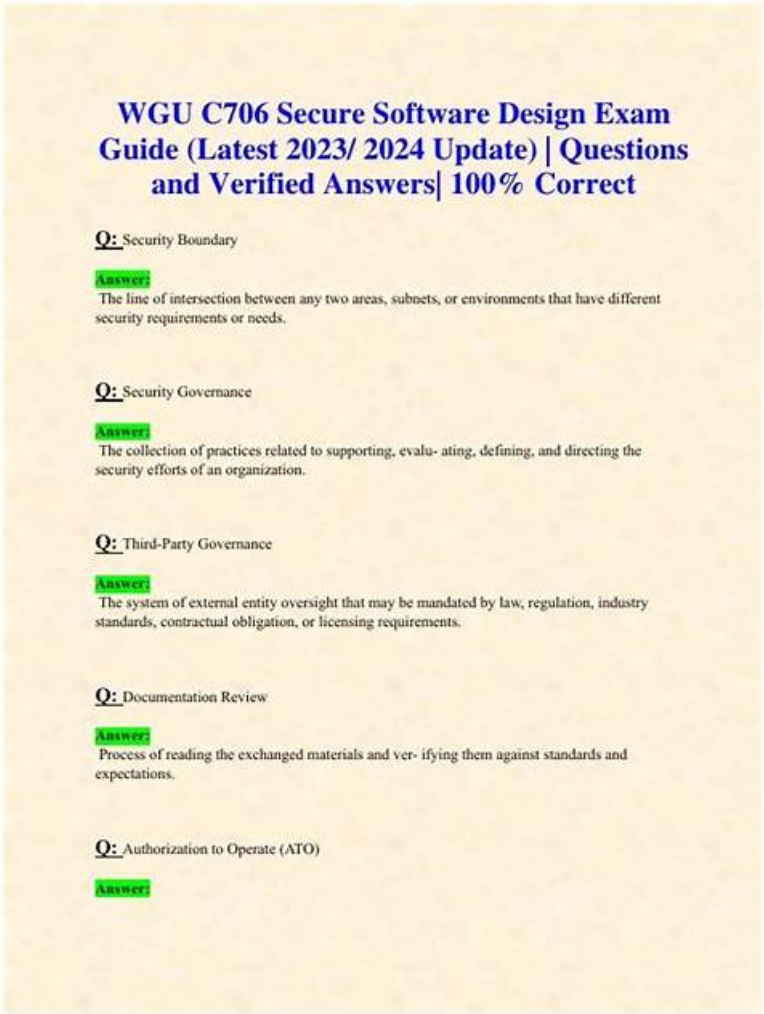 WGU C706 Secure Software Design Exam
Guide (Latest 2023/ 2024 Update) | Questions
and Verified Answers| 100% Correct
Q: Security Boundary
Answer:
The line of intersection between any two areas, subnets, or environments that have different
security requirements or needs.
Q: Security Governance
Answer:
The collection of practices related to supporting, evalu- ating, defining, and directing the
security efforts of an organization.
Q: Third-Party Governance
Answer:
The system of external entity oversight that may be mandated by law, regulation, industry
standards, contractual obligation, or licensing requirements.
Q: Documentation Review
Answer:
Process of reading the exchanged materials and ver- ifying them against standards and
expectations.
Q: Authorization to Operate (ATO)
Answer: